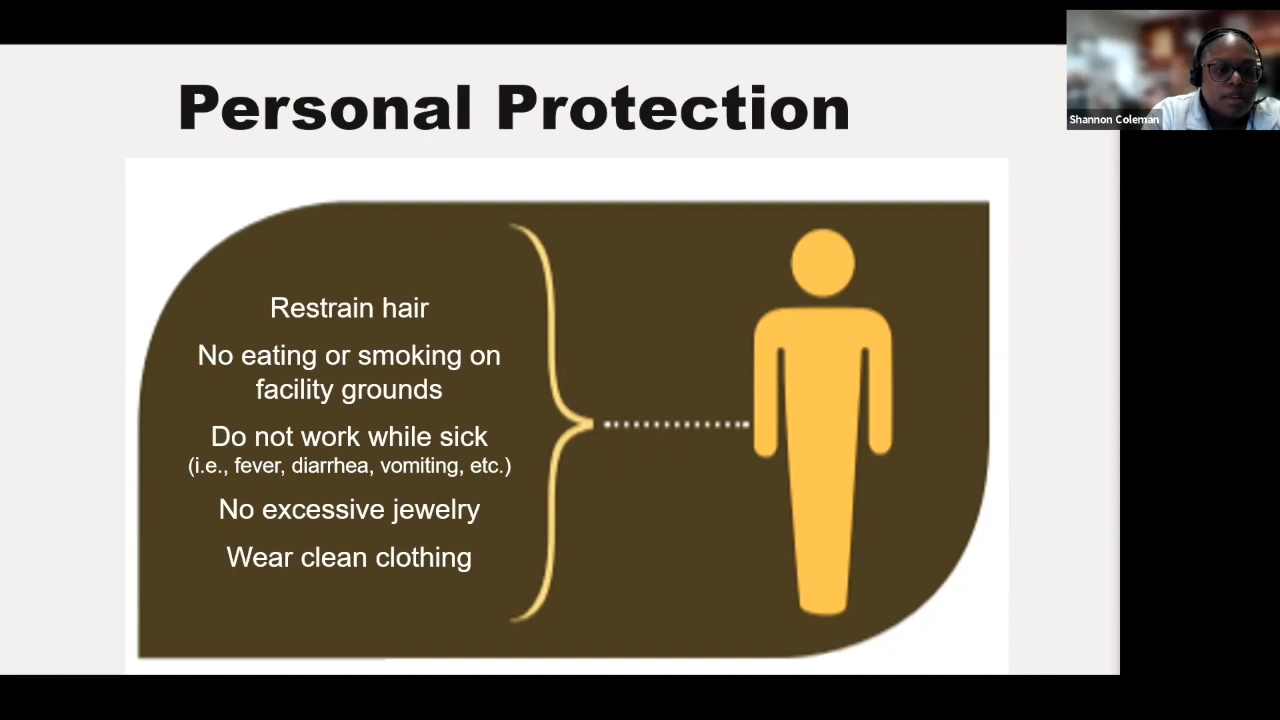 Personal Protection
Shannon Coleman
Restrain hair
No eating or smoking on
facility grounds
Do not work while sick
(i.e., fever, diarrhea, vomiting, etc.)
No excessive jewelry
Wear clean clothing